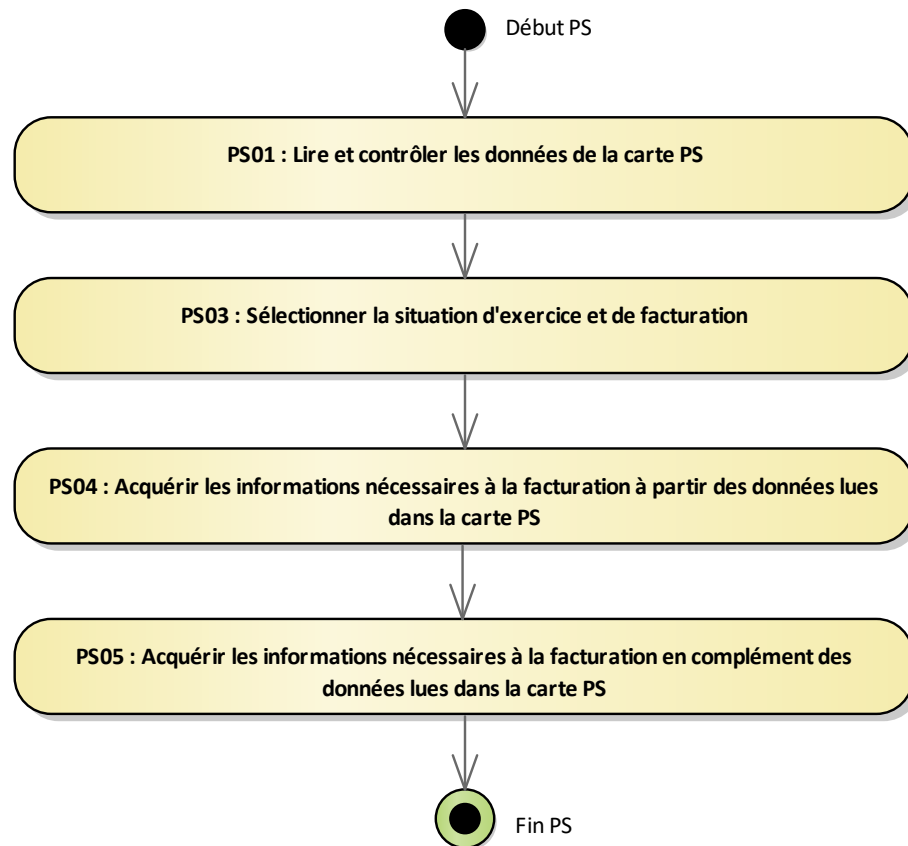 Début PS
PS01 : Lire et contrôler les données de la carte PS
PS03 : Sélectionner la situation d'exercice et de facturation
PS04 : Acquérir les informations nécessaires à la facturation à partir des données lues
dans la carte PS
PS05 : Acquérir les informations nécessaires à la facturation en complément des
données lues dans la carte PS
Fin PS